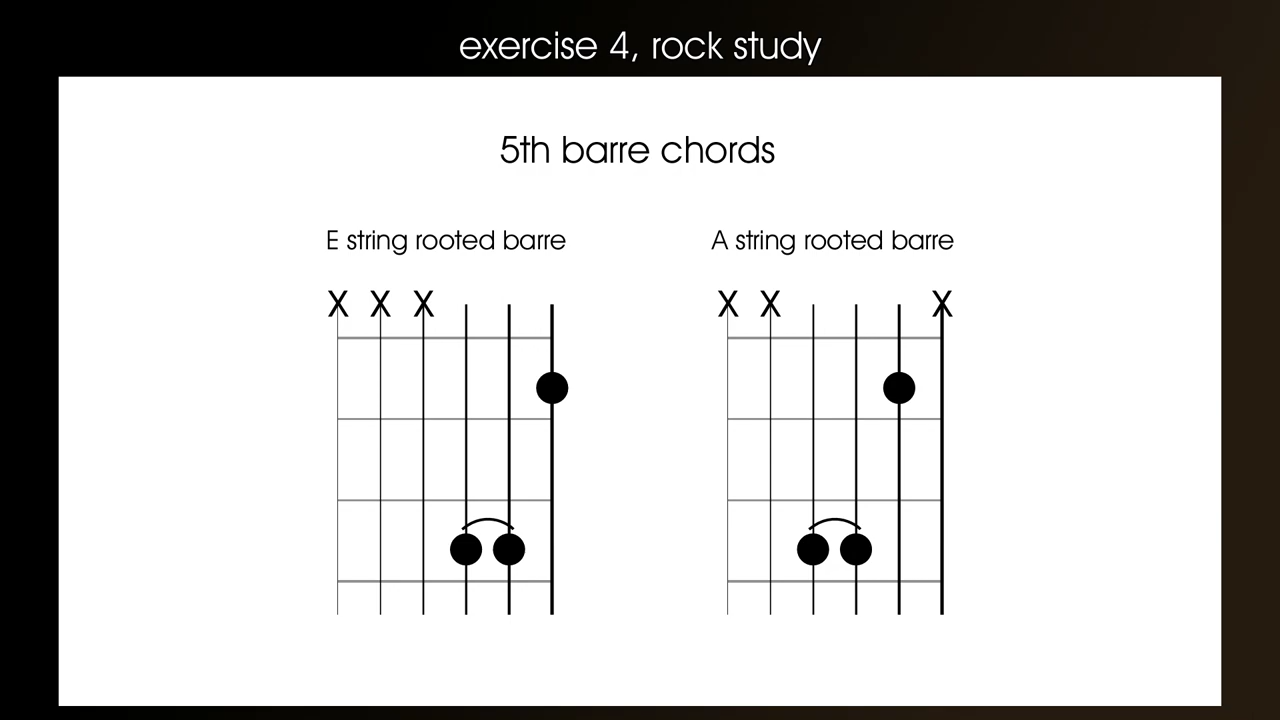 exercise 4, rock study
5th barre chords
E string rooted barre
A string rooted barre
X X X
X X X